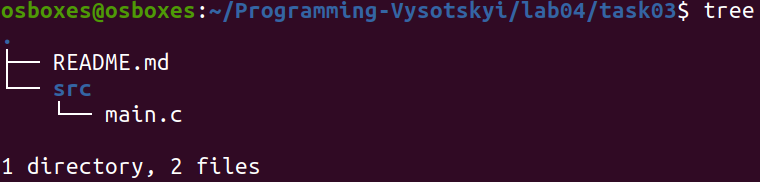 osboxes@osboxes:~/Programming-Vysotskyi/lab04/task03$ tree
.
├── README.md
└── src
    └── main.c
1 directory, 2 files